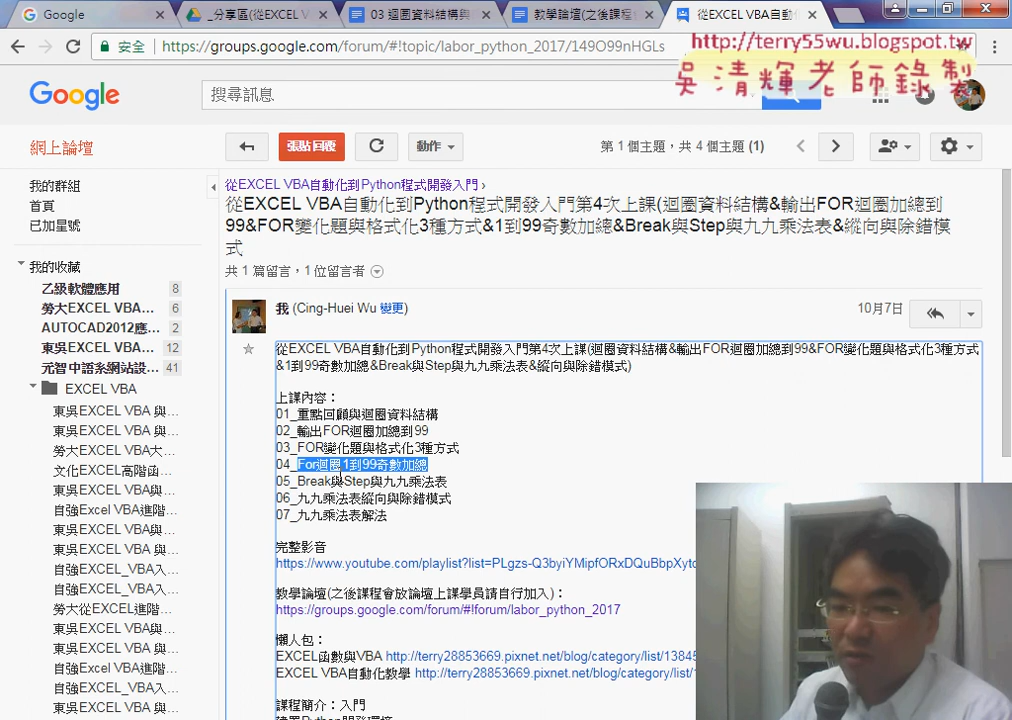 Google
_分享區(從EXCEL V
03 迴圈資料結構與
教學論壇(之後課程
從EXCEL VBA自動
安全
https://groups.google.com/forum/#!topic/labor_python_2017/149O99nHGLs
http://terry55wu.blogspot.tw
吳清輝老師錄製
Google
搜尋訊息
網上論壇
張貼回覆
動作
第 1 個主題，共 4 個主題 (1)
我的群組
首頁
已加星號
我的收藏
乙級軟體應用 8
勞大EXCEL VBA... 6
AUTOCAD2012應... 2
東吳EXCEL VBA... 12
元智中語系網站設... 41
EXCEL VBA
東吳EXCEL VBA 與...
東吳EXCEL VBA 與...
勞大EXCEL VBA大...
文化EXCEL高階函...
自強Excel VBA進階...
東吳EXCEL VBA與...
東吳EXCEL VBA 與...
自強EXCEL_VBA入...
自強EXCEL_VBA入...
勞大從EXCEL進階...
東吳EXCEL VBA與...
東吳EXCEL VBA與...
自強Excel VBA進階...
自強EXCEL_VBA入...
東吳EXCEL VBA 與...
從EXCEL VBA自動化到Python程式開發入門 ›
從EXCEL VBA自動化到Python程式開發入門第4次上課(迴圈資料結構&輸出FOR迴圈加總到
99&FOR變化題與格式化3種方式&1到99奇數加總&Break與Step與九九乘法表&縱向與除錯模
式
共 1 篇留言，1 位留言者
我 (Cing-Huei Wu 變更)
10月7日
從EXCEL VBA自動化到Python程式開發入門第4次上課(迴圈資料結構&輸出FOR迴圈加總到99&FOR變化題與格式化3種方式
&1到99奇數加總&Break與Step與九九乘法表&縱向與除錯模式)
上課內容：
01_重點回顧與迴圈資料結構
02_輸出FOR迴圈加總到99
03_FOR變化題與格式化3種方式
04_For迴圈1到99奇數加總
05_Break與Step與九九乘法表
06_九九乘法表縱向與除錯模式
07_九九乘法表解法
完整影音
https://www.youtube.com/playlist?list=PLgzs-Q3byiYMipfORxDQuBbpXytc
教學論壇(之後課程會放論壇上課學員請自行加入)：
https://groups.google.com/forum/#!forum/labor_python_2017
懶人包：
EXCEL函數與VBA http://terry28853669.pixnet.net/blog/category/list/13845
EXCEL VBA自動化教學 http://terry28853669.pixnet.net/blog/category/list/
課程簡介：入門
建置Python開發環境